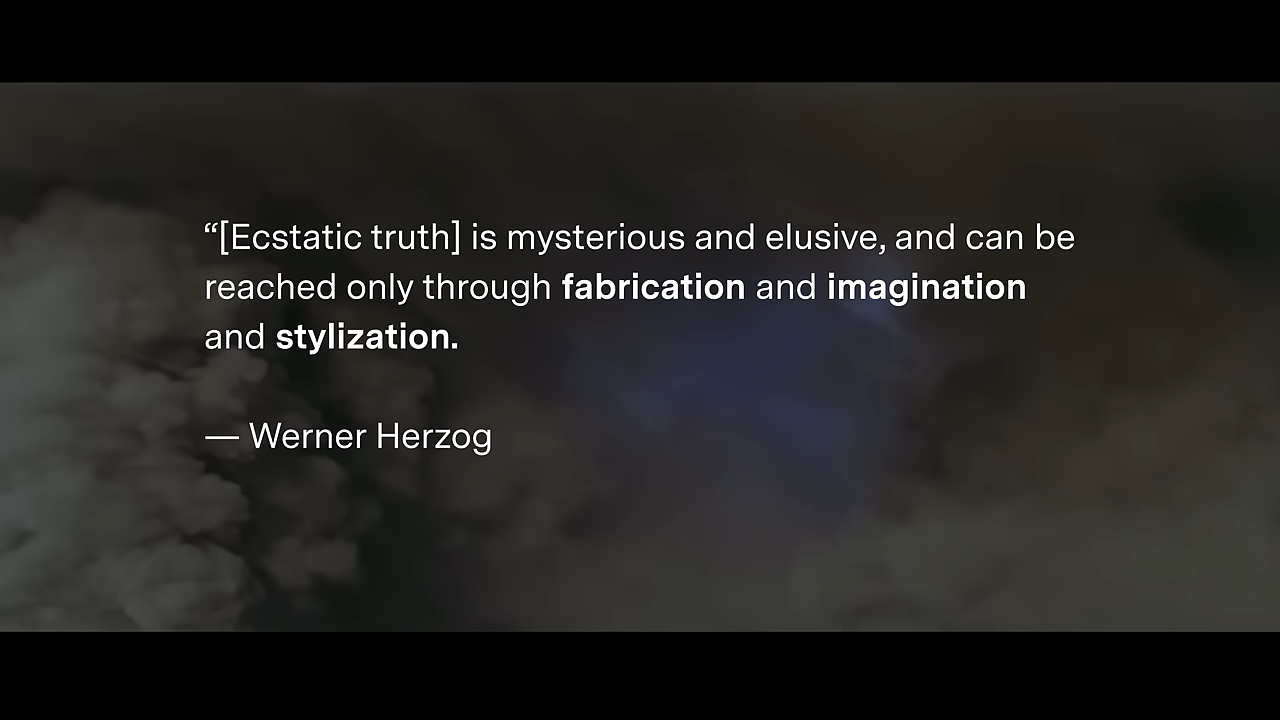 “[Ecstatic truth] is mysterious and elusive, and can be
reached only through fabrication and imagination
and stylization.
— Werner Herzog